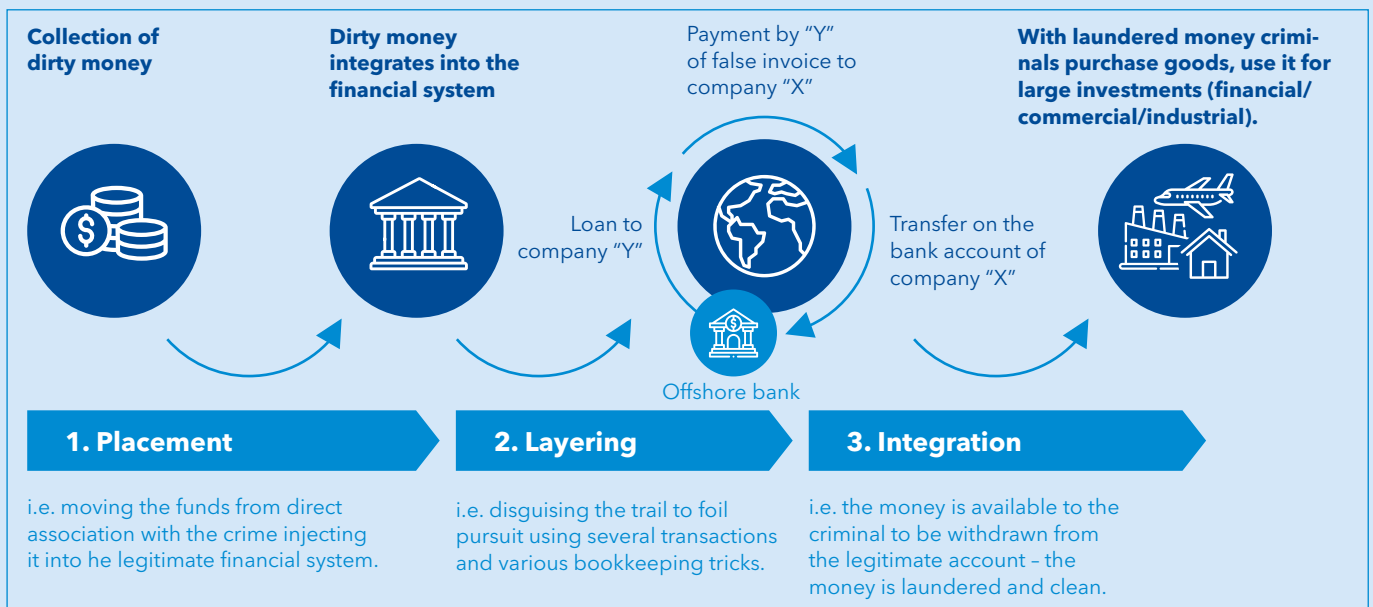 Collection of
dirty money
Dirty money
integrates into the
financial system
Payment by “Y”
of false invoice to
company “X”
With laundered money crimi-
nals purchase goods, use it for
large investments (financial/
commercial/industrial).
$
Loan to
company “Y”
Transfer on the
bank account of
company “X”
$
Offshore bank
1. Placement
2. Layering
3. Integration
i.e. moving the funds from direct
association with the crime injecting
it into he legitimate financial system.
i.e. disguising the trail to foil
pursuit using several transactions
and various bookkeeping tricks.
i.e. the money is available to the
criminal to be withdrawn from
the legitimate account – the
money is laundered and clean.